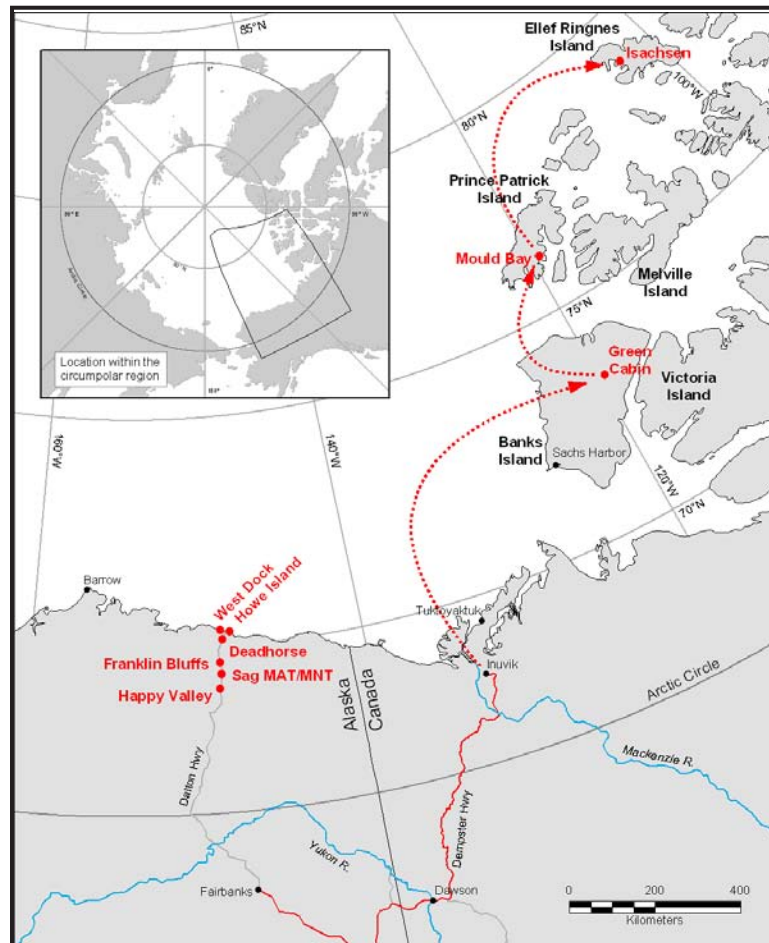 85°N
Ellef Ringnes
Island
Isachsen
100°W
80°N
Prince Patrick
Island
Mould Bay
75°N
Melville
Island
Green
Cabin
Victoria
Island
Banks
Island
Sachs Harbor
120°W
70°N
160°W
140°W
Location within the
circumpolar region
Barrow
West Dock
Howe Island
Deadhorse
Franklin Bluffs
Sag MAT/MNT
Happy Valley
Tuktoyaktuk
Inuvik
Alaska
Canada
Arctic Circle
Mackenzie R.
Dalton Hwy
Dempster Hwy
Yukon R.
Fairbanks
Dawson
0 100 200 400
Kilometers